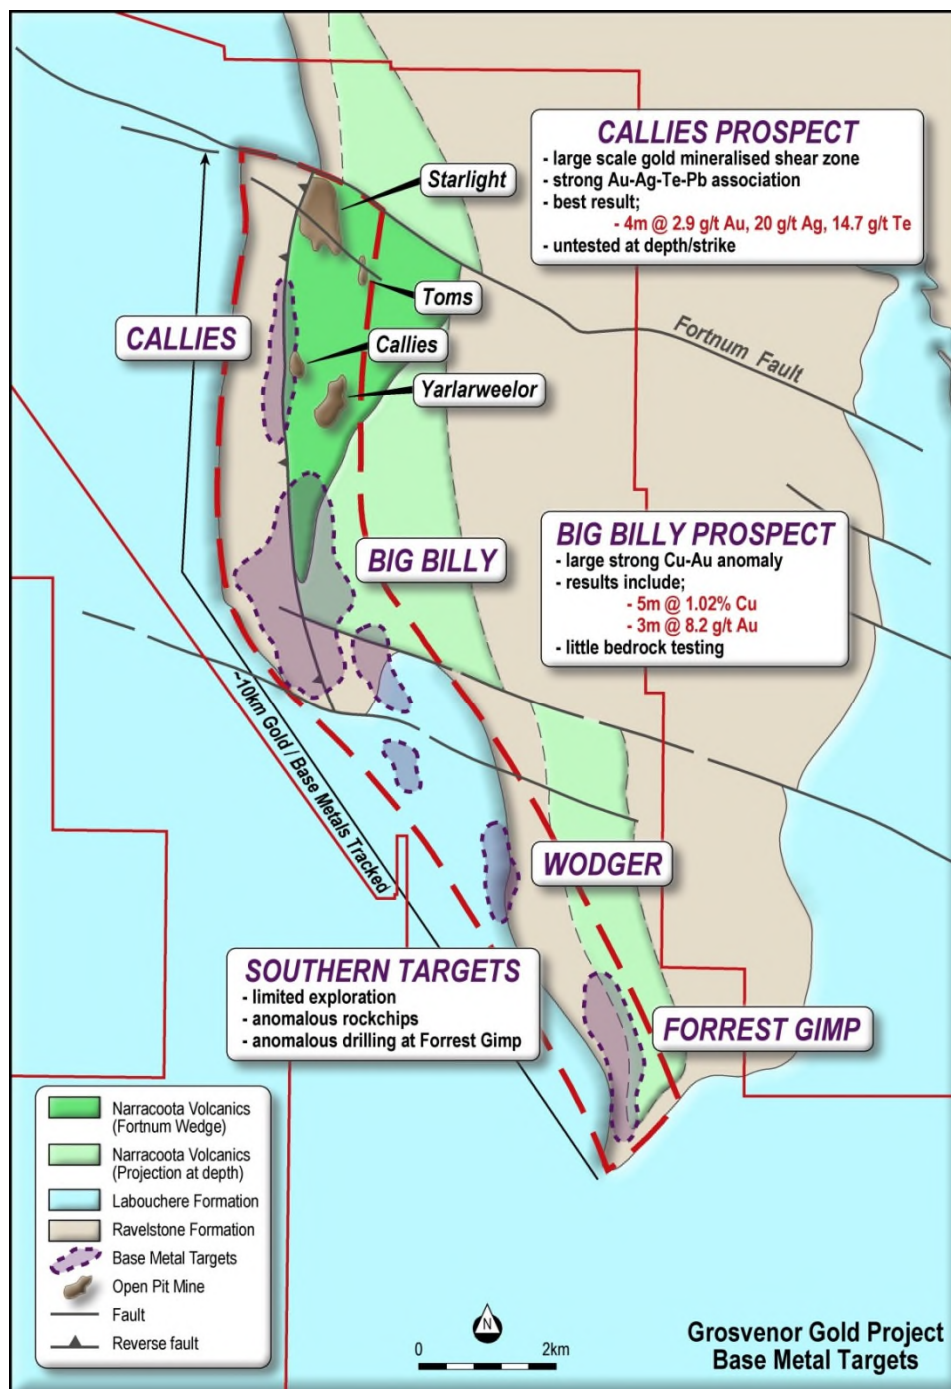 CALLIES PROSPECT
- large scale gold mineralised shear zone
- strong Au-Ag-Te-Pb association
- best result;
- 4m @ 2.9 g/t Au, 20 g/t Ag, 14.7 g/t Te
- untested at depth/strike
Starlight
Toms
CALLIES
Callies
Yarlarweelor
Fortnum Fault
BIG BILLY
BIG BILLY PROSPECT
- large strong Cu-Au anomaly
- results include;
- 5m @ 1.02% Cu
- 3m @ 8.2 g/t Au
- little bedrock testing
~10km Gold / Base Metals Tracked
WODGER
SOUTHERN TARGETS
- limited exploration
- anomalous rockchips
- anomalous drilling at Forrest Gimp
FORREST GIMP
Narracoota Volcanics
(Fortnum Wedge)
Narracoota Volcanics
(Projection at depth)
Labouchere Formation
Ravelstone Formation
Base Metal Targets
Open Pit Mine
Fault
Reverse fault
N
0 2km
Grosvenor Gold Project
Base Metal Targets